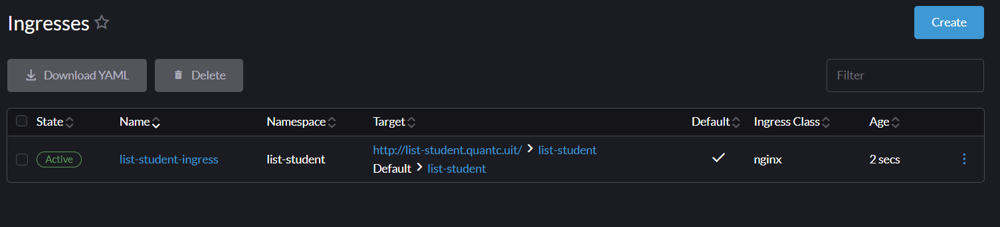 Ingresses
Create
Download YAML
Delete
Filter
State Name Namespace Target Default Ingress Class Age
Active list-student-ingress list-student http://list-student.quantc.uit/ > list-student nginx 2 secs
Default > list-student